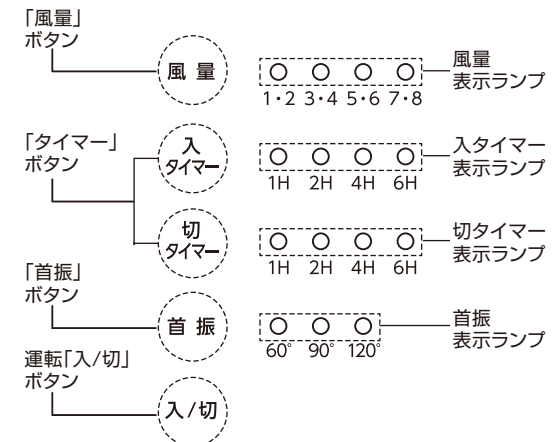 「風量」
ボタン
風 量
1・2 3・4 5・6 7・8
風量
表示ランプ
「タイマー」
ボタン
入
タイマー
1H 2H 4H 6H
入タイマー
表示ランプ
切
タイマー
1H 2H 4H 6H
切タイマー
表示ランプ
「首振」
ボタン
首 振
60° 90° 120°
首振
表示ランプ
運転「入/切」
ボタン
入/切